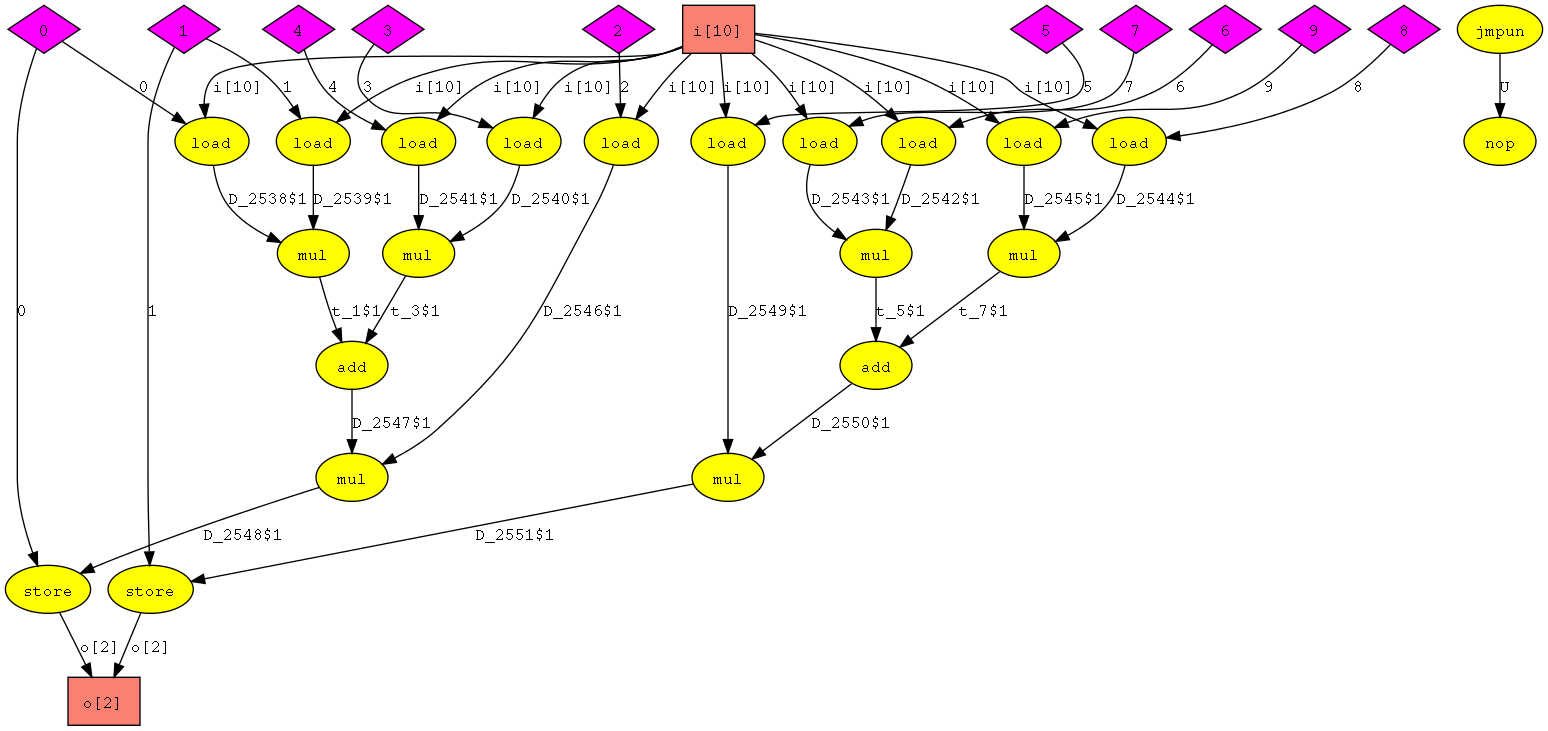 0 1 4 3 2 i[10] 5 7 6 9 8 jmpun
0 i[10] 1 i[10] 4 i[10] 3 i[10] 2 i[10] i[10] i[10] i[10] i[10] i[10] 5 7 6 9 8 U
load load load load load load load load load load nop
D_2538$1 D_2539$1 D_2541$1 D_2540$1 D_2543$1 D_2542$1 D_2545$1 D_2544$1
mul mul mul mul
0 1 t_1$1 t_3$1 D_2546$1 D_2549$1 t_5$1 t_7$1
add add
D_2547$1 D_2550$1
mul mul
D_2548$1 D_2551$1
store store
o[2] o[2]
o[2]